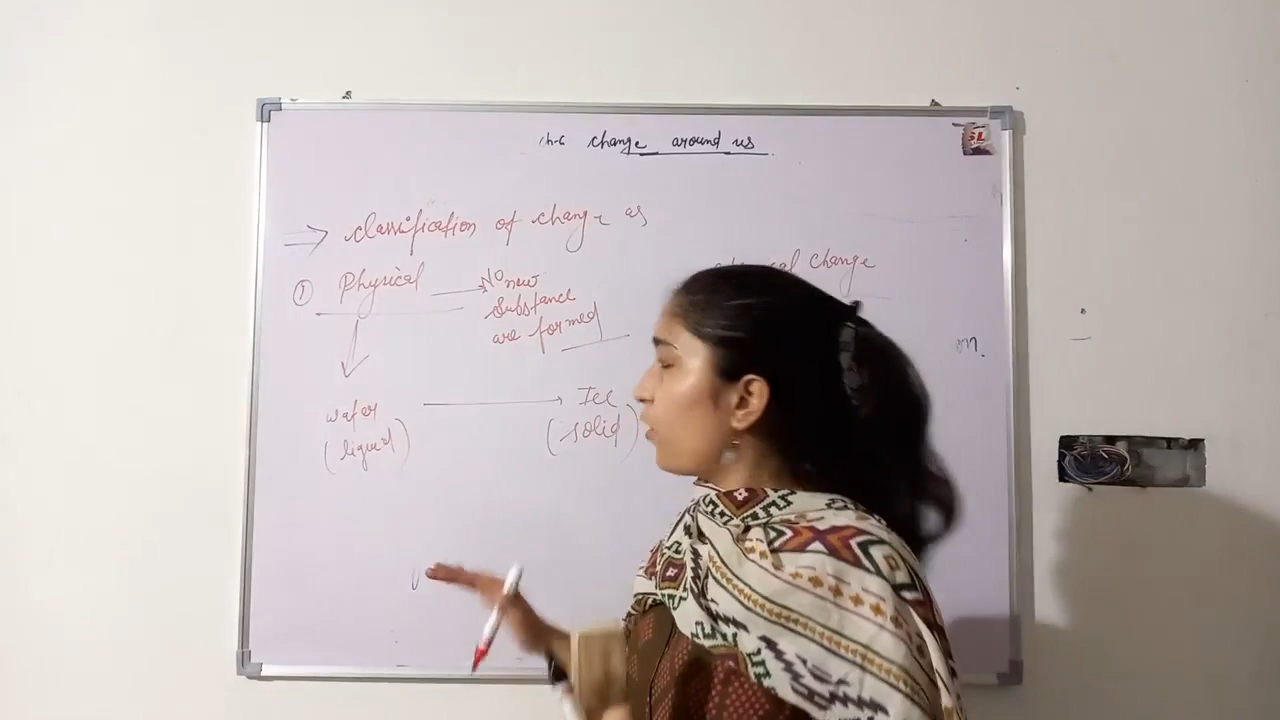 ch-6 change around us
SL
⇒ classification of change as
① Physical → No new
substance
are formed
change
water → Ice
(liquid) (solid)